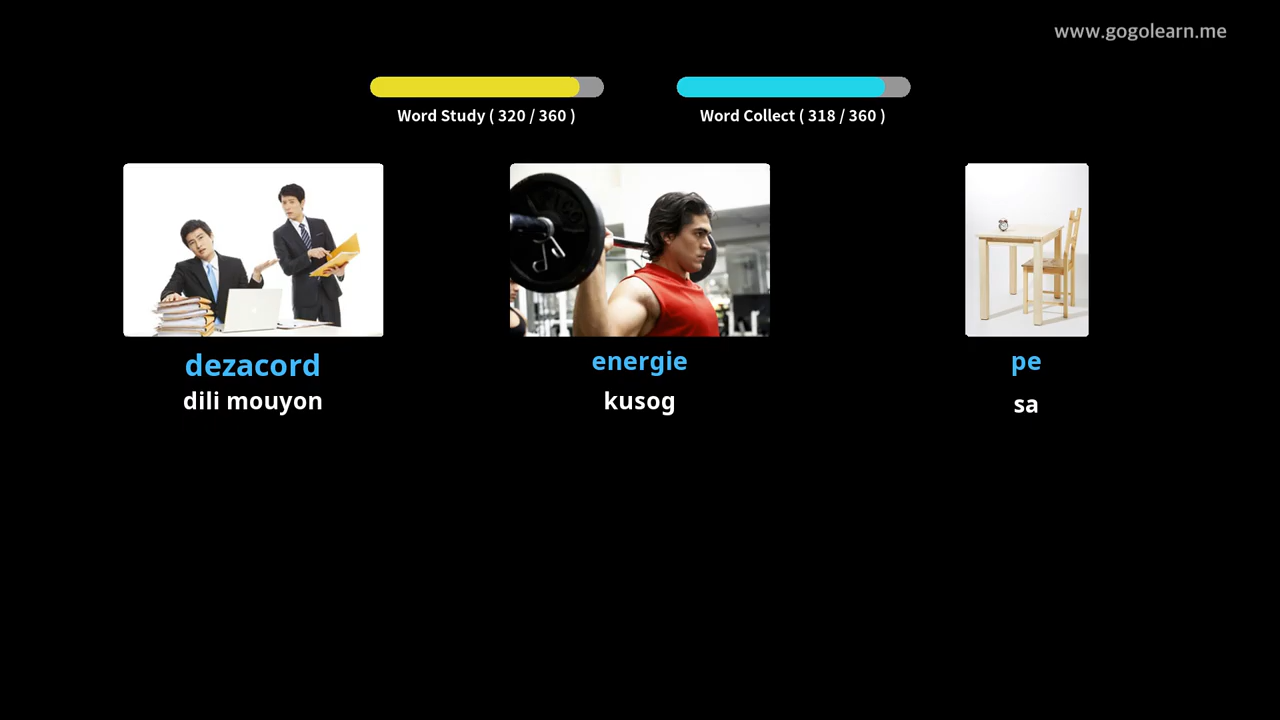 www.gogolearn.me
Word Study ( 320 / 360 )
Word Collect ( 318 / 360 )
dezacord
dili mouyon
energie
kusog
pe
sa